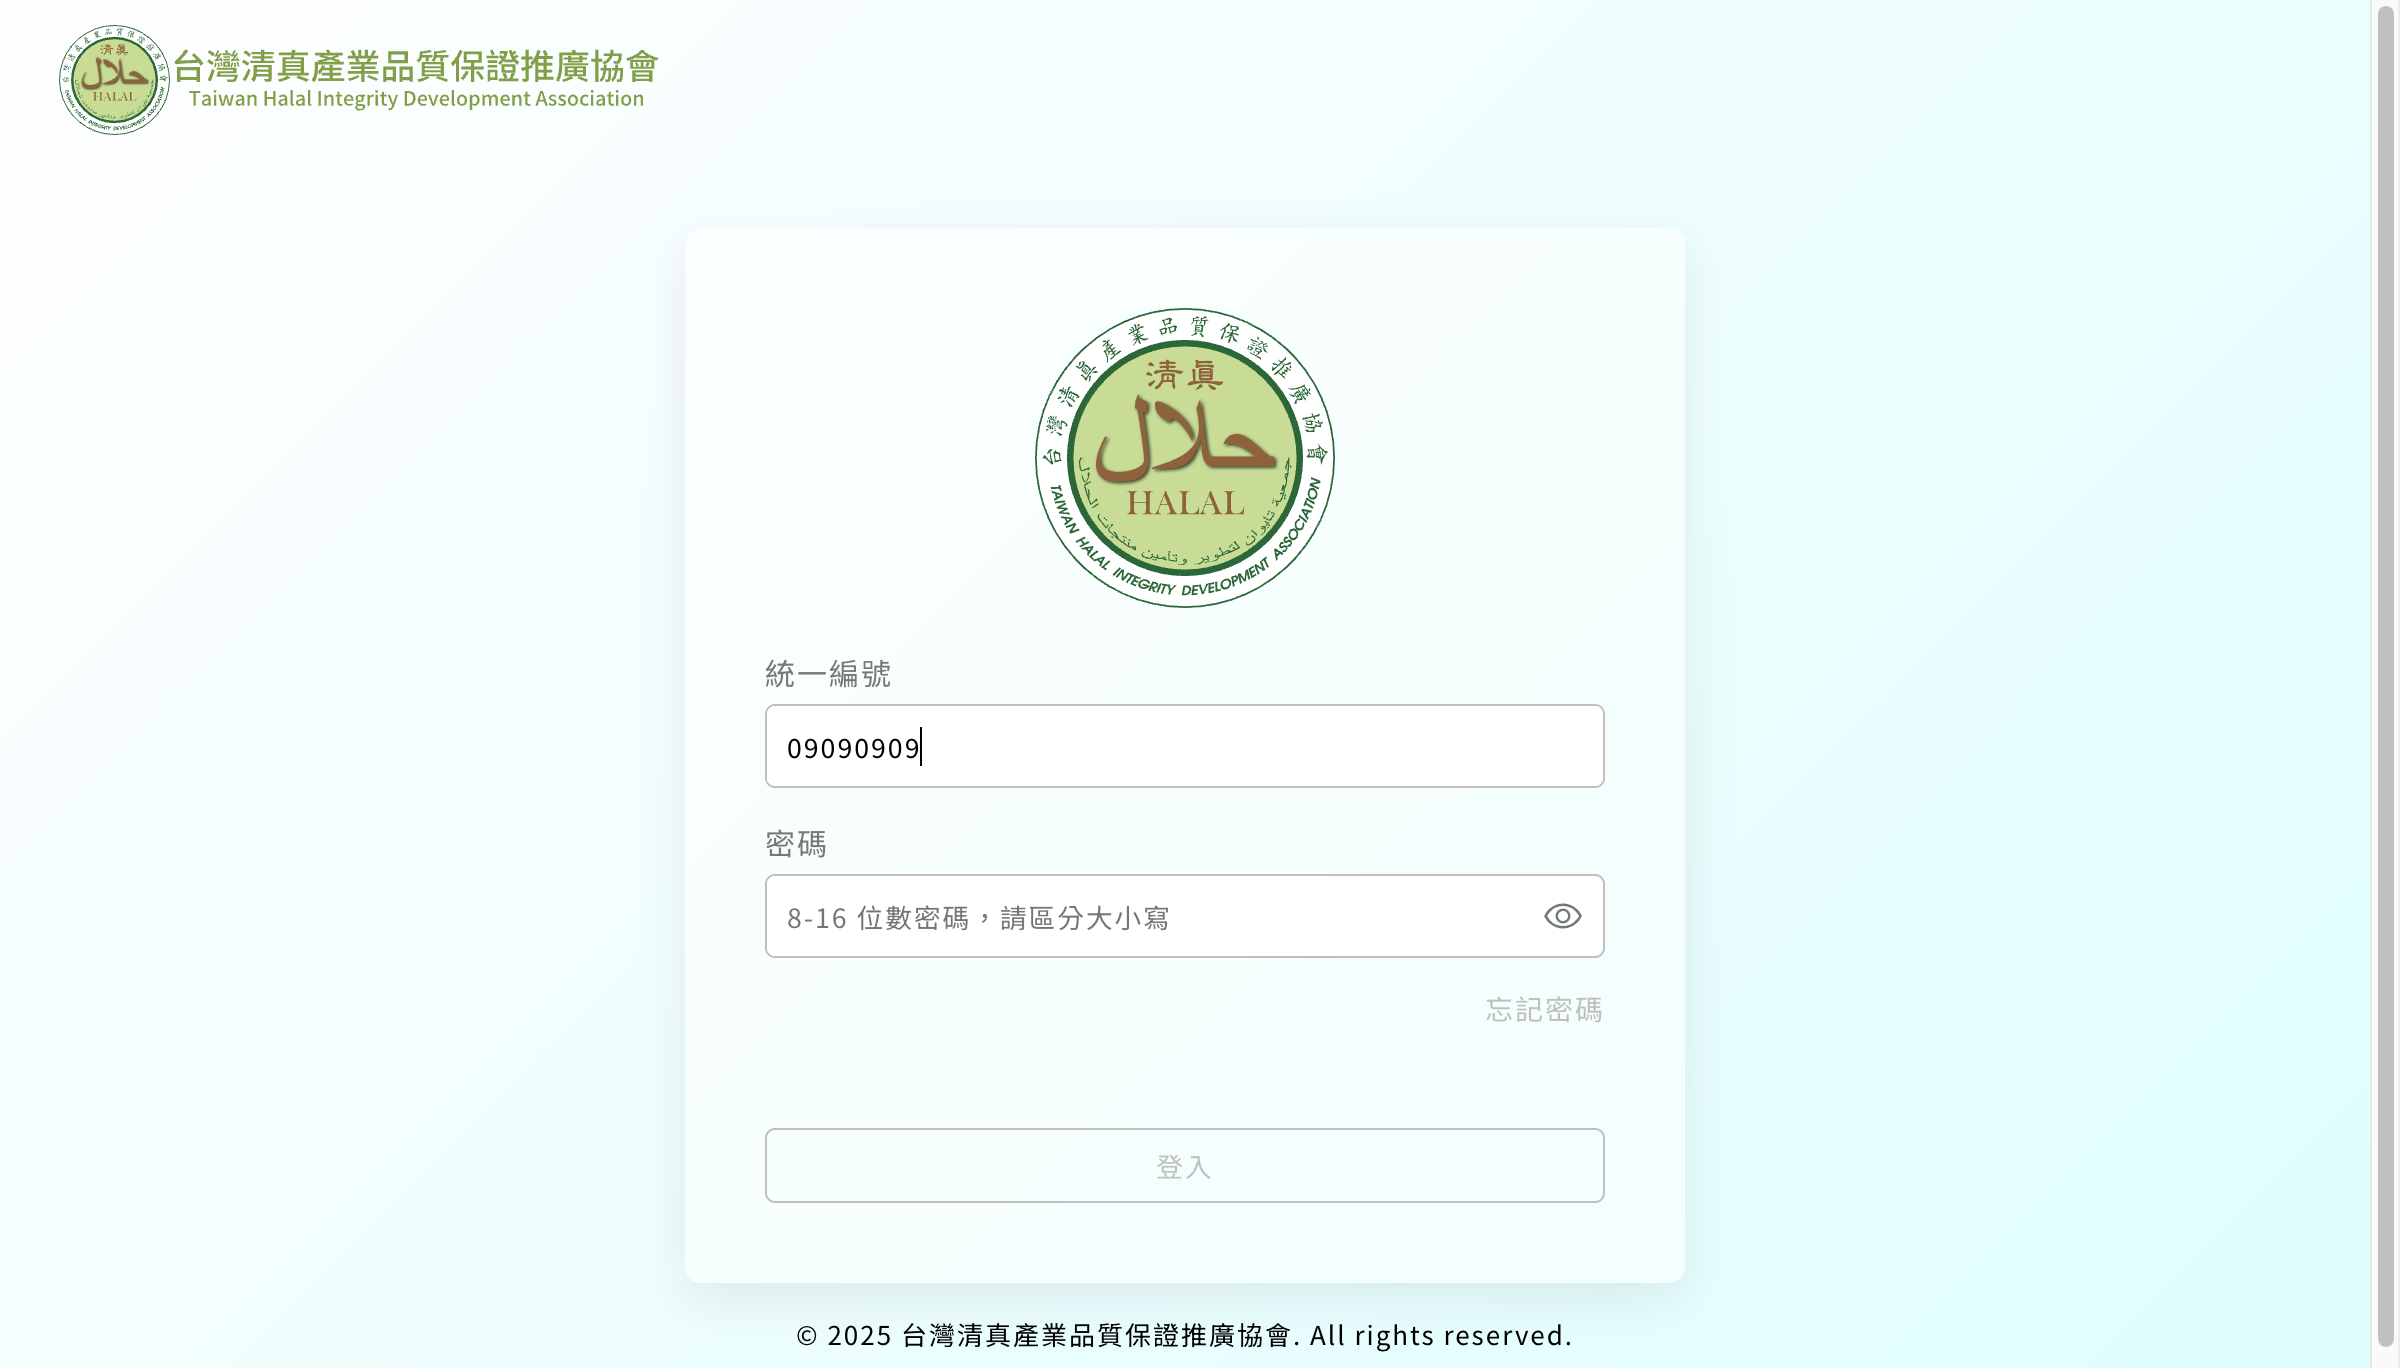 台灣清真產業品質保證推廣協會
Taiwan Halal Integrity Development Association
台灣清眞產業品質保證推廣協會
清眞
حلال
HALAL
جمعية تايوان لتطوير وتأمين منتجات الحلال
TAIWAN HALAL INTEGRITY DEVELOPMENT ASSOCIATION
統一編號
09090909
密碼
8-16 位數密碼，請區分大小寫
忘記密碼
登入
© 2025 台灣清真產業品質保證推廣協會. All rights reserved.